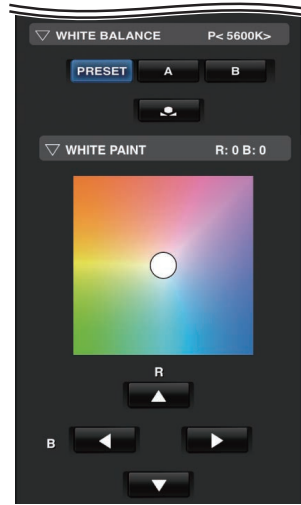 WHITE BALANCE P< 5600K>
PRESET A B
WHITE PAINT R: 0 B: 0
R
B